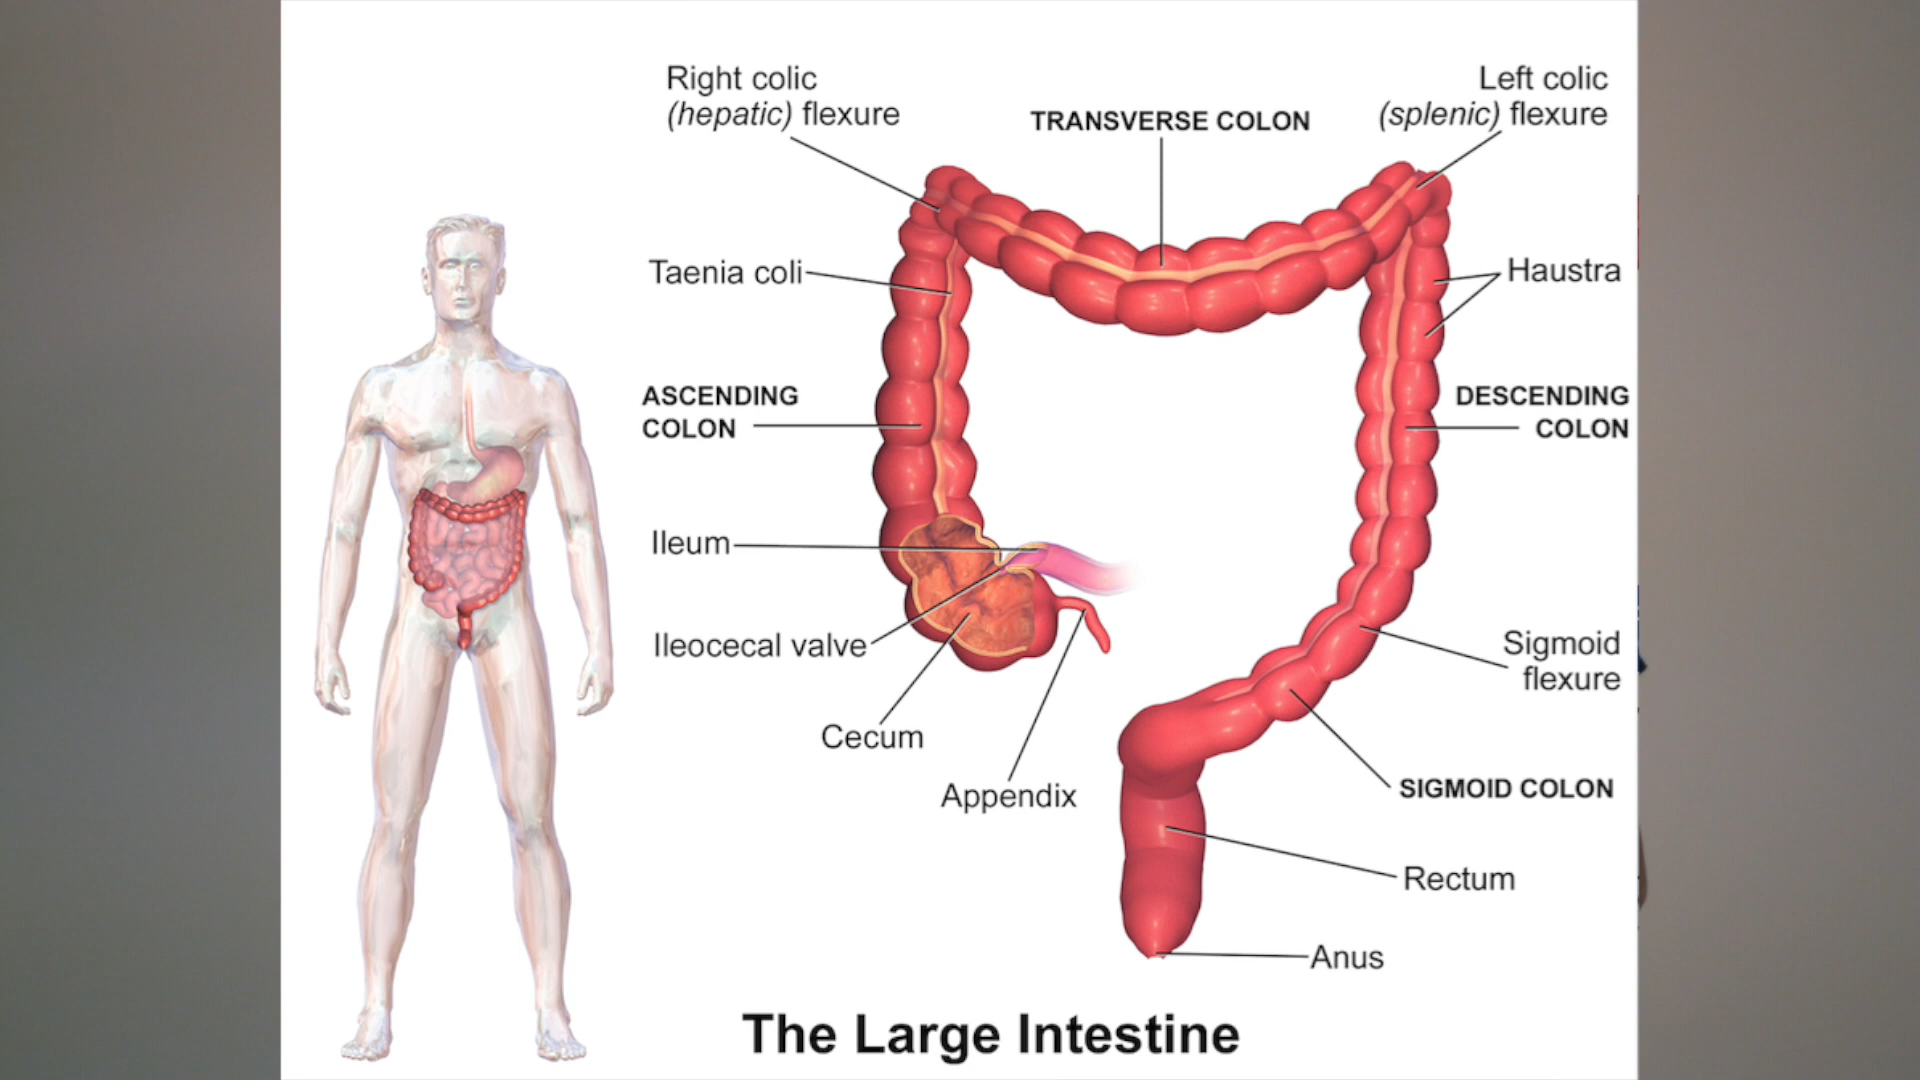 Right colic
(hepatic) flexure
TRANSVERSE COLON
Left colic
(splenic) flexure
Taenia coli
Haustra
ASCENDING
COLON
DESCENDING
COLON
Ileum
Ileocecal valve
Sigmoid
flexure
Cecum
Appendix
SIGMOID COLON
Rectum
Anus
The Large Intestine